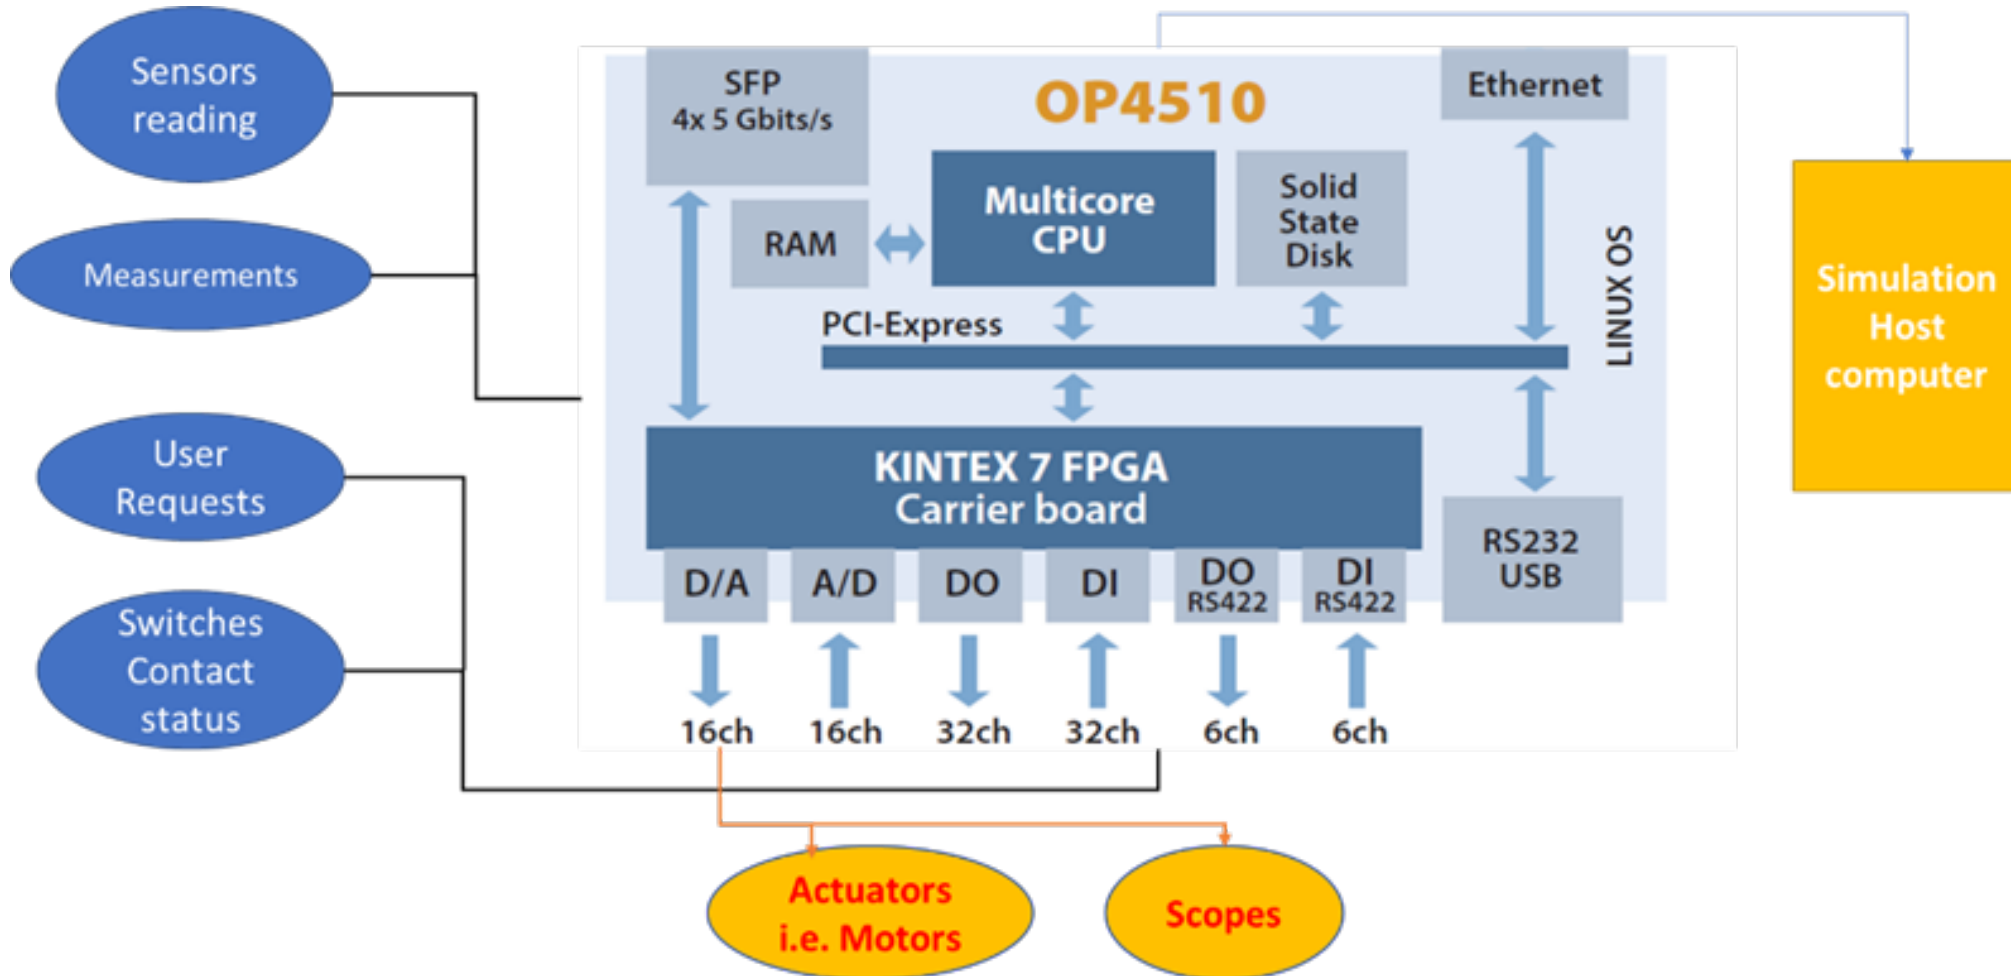 Sensors
reading
Measurements
User
Requests
Switches
Contact
status
SFP
4x 5 Gbits/s
OP4510
Ethernet
RAM
Multicore
CPU
Solid
State
Disk
PCI-Express
LINUX OS
KINTEX 7 FPGA
Carrier board
D/A
A/D
DO
DI
DO
RS422
DI
RS422
RS232
USB
16ch
16ch
32ch
32ch
6ch
6ch
Simulation
Host
computer
Actuators
i.e. Motors
Scopes